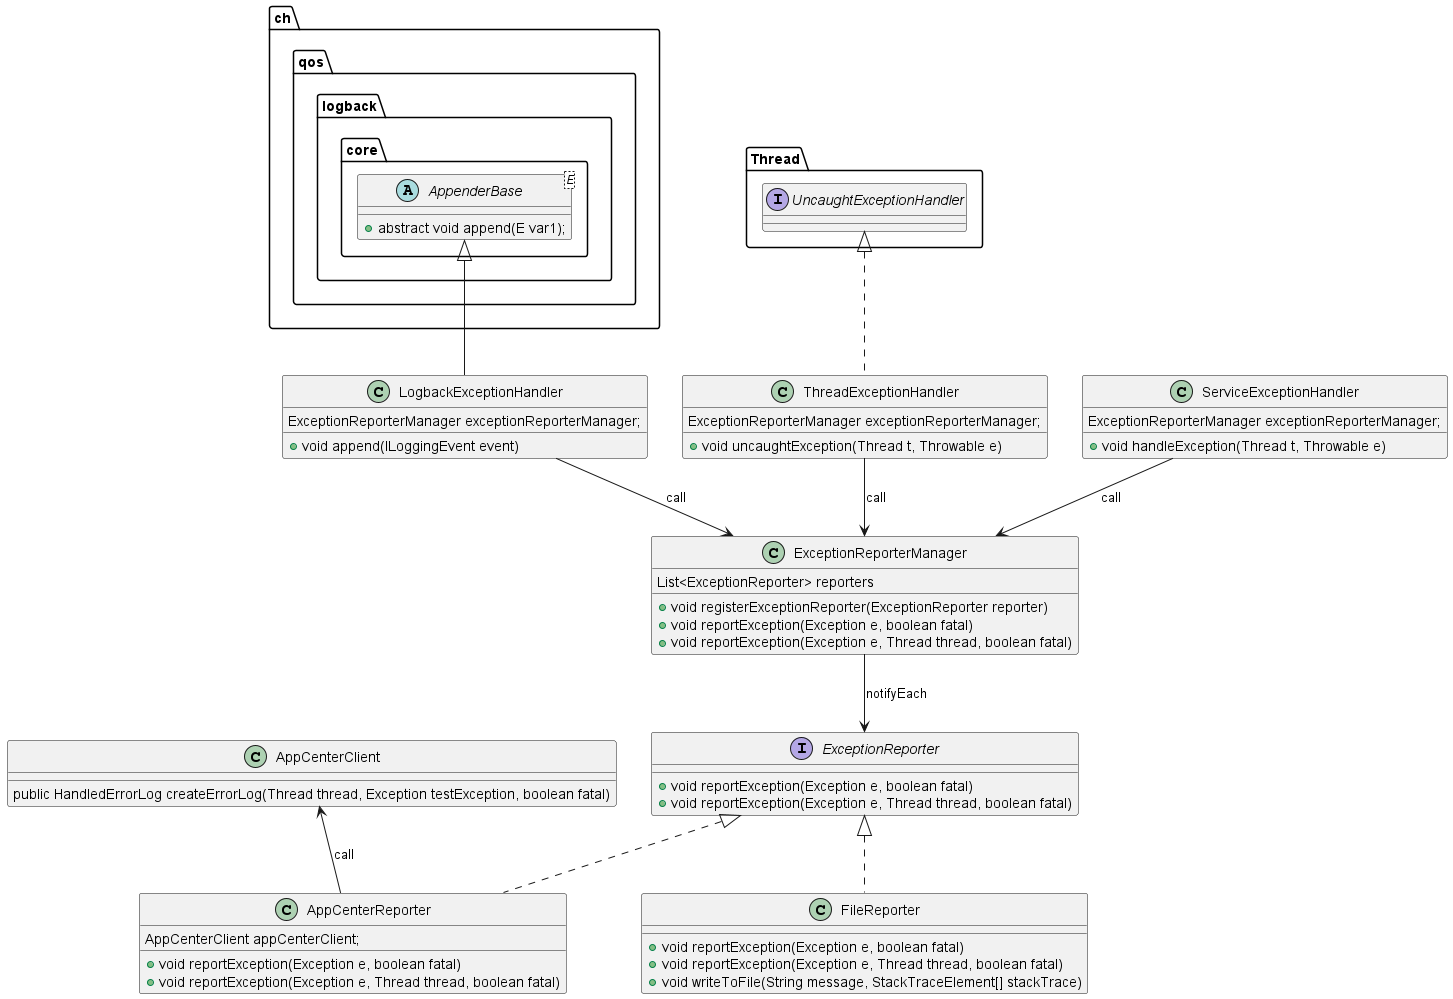 ch
qos
logback
core
A AppenderBase E
abstract void append(E var1);
Thread
I UncaughtExceptionHandler
C LogbackExceptionHandler
ExceptionReporterManager exceptionReporterManager;
void append(ILoggingEvent event)
C ThreadExceptionHandler
ExceptionReporterManager exceptionReporterManager;
void uncaughtException(Thread t, Throwable e)
C ServiceExceptionHandler
ExceptionReporterManager exceptionReporterManager;
void handleException(Thread t, Throwable e)
call
call
call
C ExceptionReporterManager
List<ExceptionReporter> reporters
void registerExceptionReporter(ExceptionReporter reporter)
void reportException(Exception e, boolean fatal)
void reportException(Exception e, Thread thread, boolean fatal)
notifyEach
C AppCenterClient
public HandledErrorLog createErrorLog(Thread thread, Exception testException, boolean fatal)
I ExceptionReporter
void reportException(Exception e, boolean fatal)
void reportException(Exception e, Thread thread, boolean fatal)
call
C AppCenterReporter
AppCenterClient appCenterClient;
void reportException(Exception e, boolean fatal)
void reportException(Exception e, Thread thread, boolean fatal)
C FileReporter
void reportException(Exception e, boolean fatal)
void reportException(Exception e, Thread thread, boolean fatal)
void writeToFile(String message, StackTraceElement[] stackTrace)